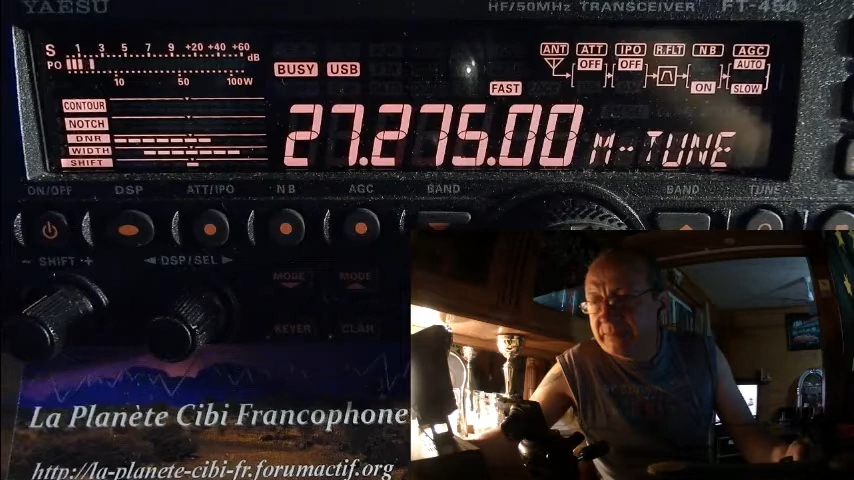 YAESU
HF/50MHz TRANSCEIVER FT-450
S 1 3 5 7 9 +20 +40 +60 dB
PO 10 50 100W
BUSY USB
FAST
ANT ATT IPO R.FLT NB AGC
OFF OFF AUTO
ON SLOW
CONTOUR
NOTCH
DNR
WIDTH
SHIFT
27.275.00 M-TUNE
ON/OFF DSP ATT/IPO NB AGC BAND BAND TUNE
- SHIFT + ◄DSP/SEL►
MODE MODE
KEYER CLAR
La Planète Cibi Francophone
http://la-planete-cibi-fr.forumactif.org